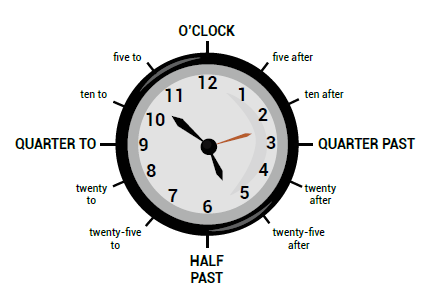 O'CLOCK
five to
five after
ten to
ten after
QUARTER TO
QUARTER PAST
twenty
to
twenty
after
twenty-five
to
twenty-five
after
HALF
PAST
12
1
2
3
4
5
6
7
8
9
10
11